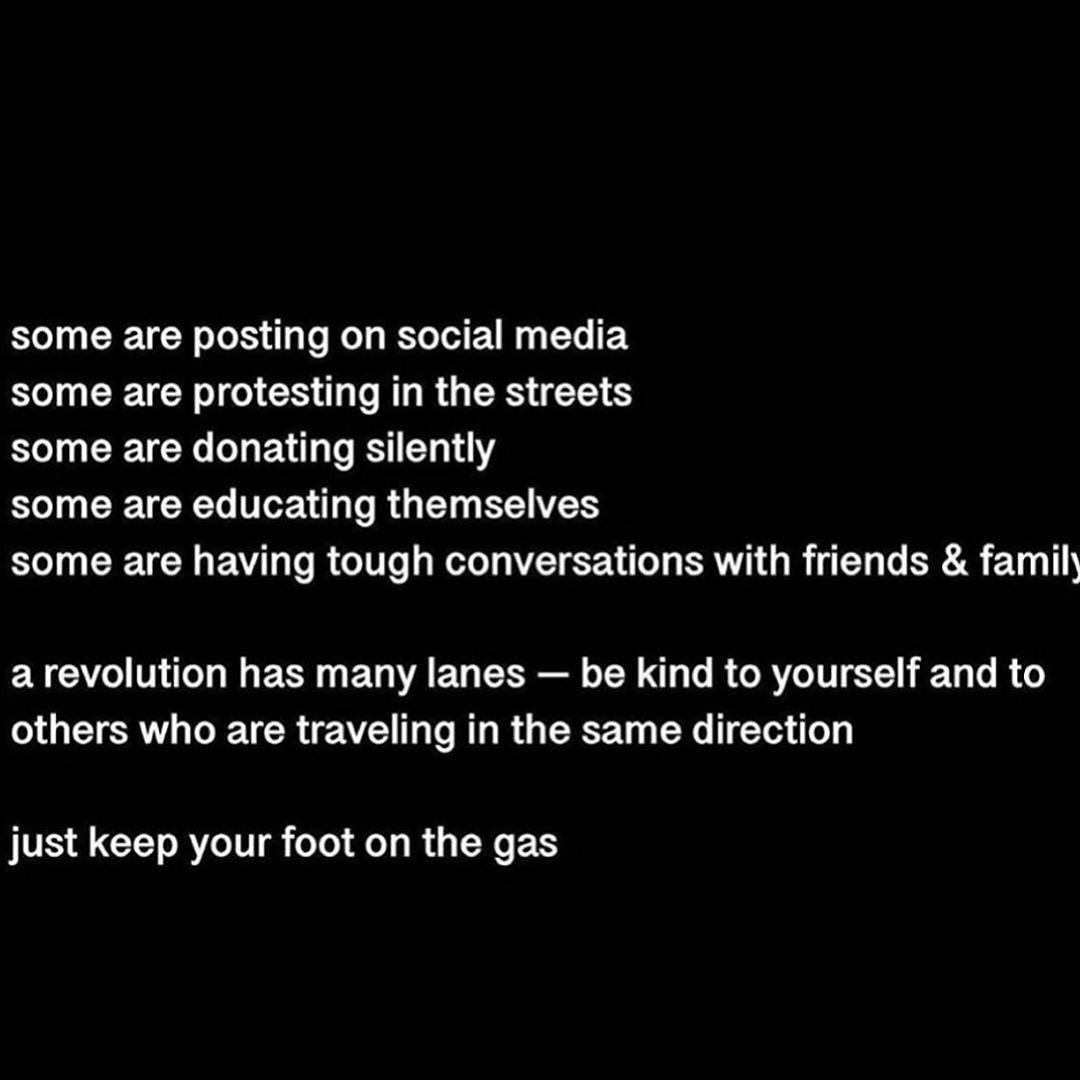 some are posting on social media
some are protesting in the streets
some are donating silently
some are educating themselves
some are having tough conversations with friends & family
a revolution has many lanes — be kind to yourself and to
others who are traveling in the same direction
just keep your foot on the gas